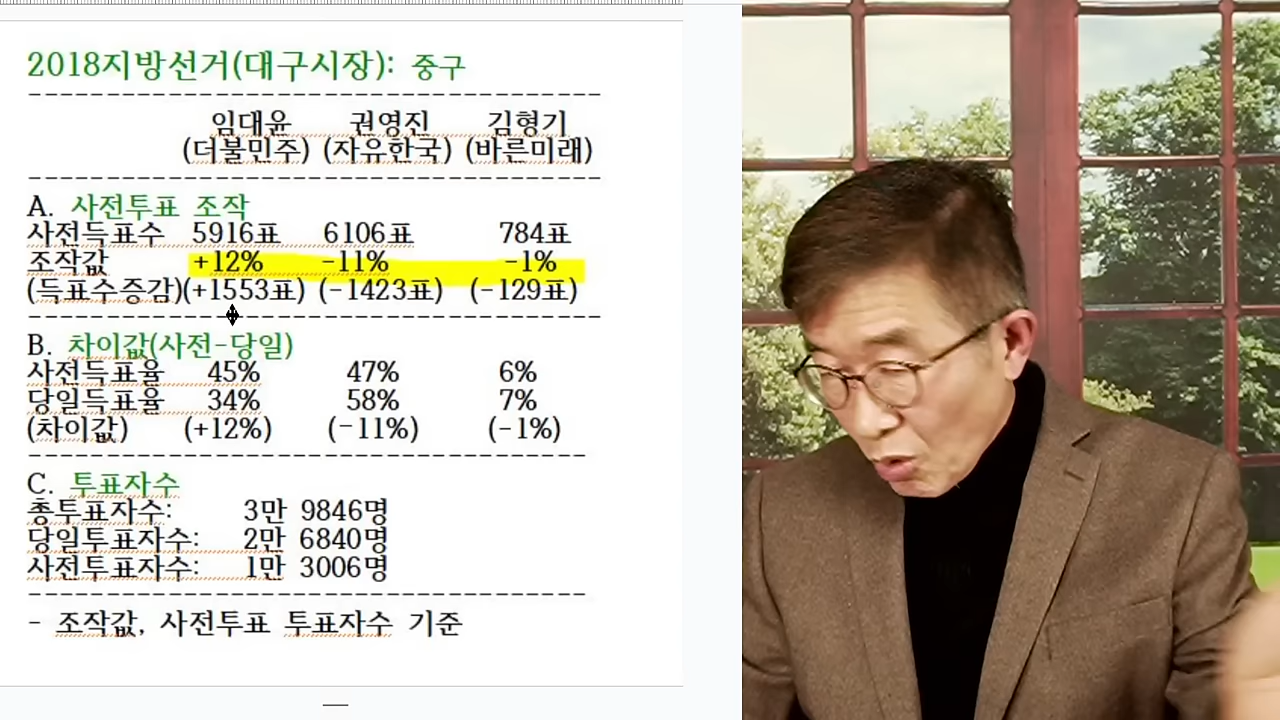 2018지방선거(대구시장): 중구
임대윤 권영진 김형기
(더불민주) (자유한국) (바른미래)
A. 사전투표 조작
사전득표수 5916표 6106표 784표
조작값 +12% -11% -1%
(득표수증감)(+1553표) (-1423표) (-129표)
B. 차이값(사전-당일)
사전득표율 45% 47% 6%
당일득표율 34% 58% 7%
(차이값) (+12%) (-11%) (-1%)
C. 투표자수
총투표자수: 3만 9846명
당일투표자수: 2만 6840명
사전투표자수: 1만 3006명
- 조작값, 사전투표 투표자수 기준